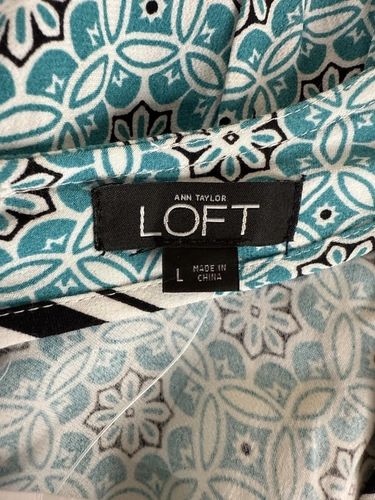 ANN TAYLOR
LOFT
L
MADE IN
CHINA